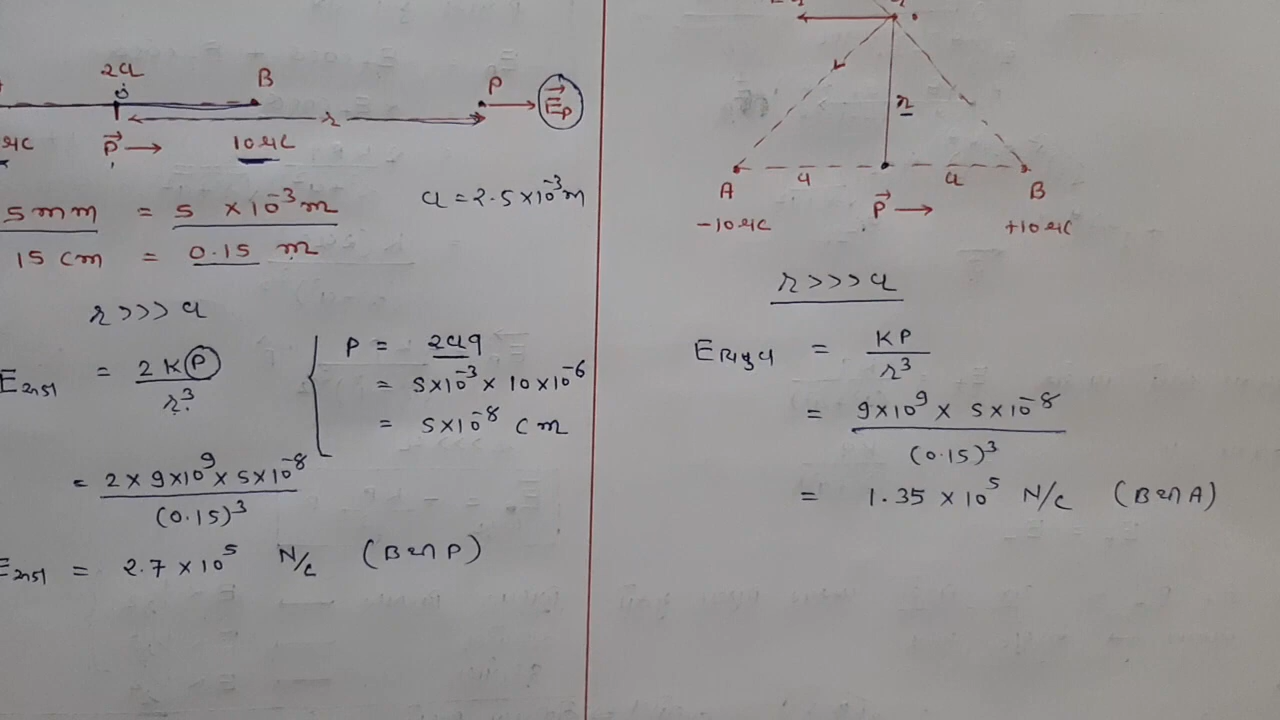 2a
O
B
P
E⃗p
r
μC
P⃗ →
10μC
5mm = 5 × 10⁻³ m
a = 2.5 × 10⁻³ m
15 cm = 0.15 m
r >>> a
P = 2aq
= 5×10⁻³ × 10×10⁻⁶
= 5×10⁻⁸ Cm
= 2KP / r³
= 2 × 9×10⁹ × 5×10⁻⁸ / (0.15)³
= 2.7 × 10⁵ N/C (B થી P)
r
A
a
a
B
-10μC
P⃗ →
+10μC
r >>> a
= KP / r³
= 9×10⁹ × 5×10⁻⁸ / (0.15)³
= 1.35 × 10⁵ N/C (B થી A)